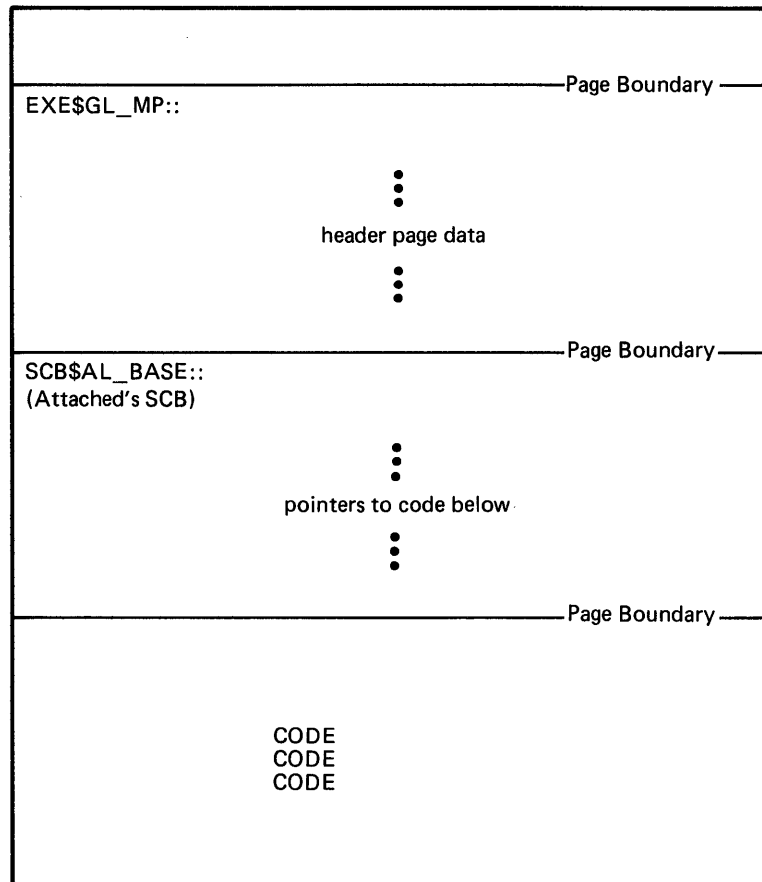 Page Boundary
EXE$GL_MP::
header page data
Page Boundary
SCB$AL_BASE::
(Attached's SCB)
pointers to code below
Page Boundary
CODE
CODE
CODE